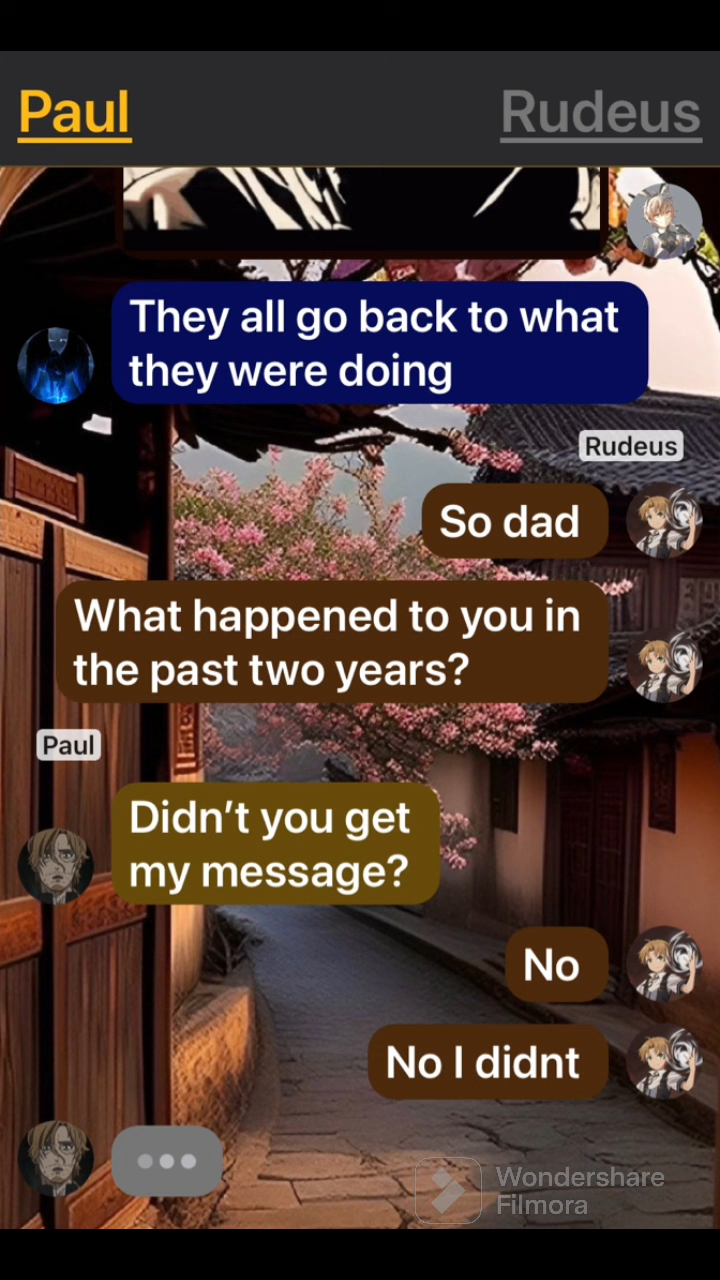 Paul
Rudeus
They all go back to what
they were doing
Rudeus
So dad
What happened to you in
the past two years?
Paul
Didn’t you get
my message?
No
No I didnt
Wondershare
Filmora